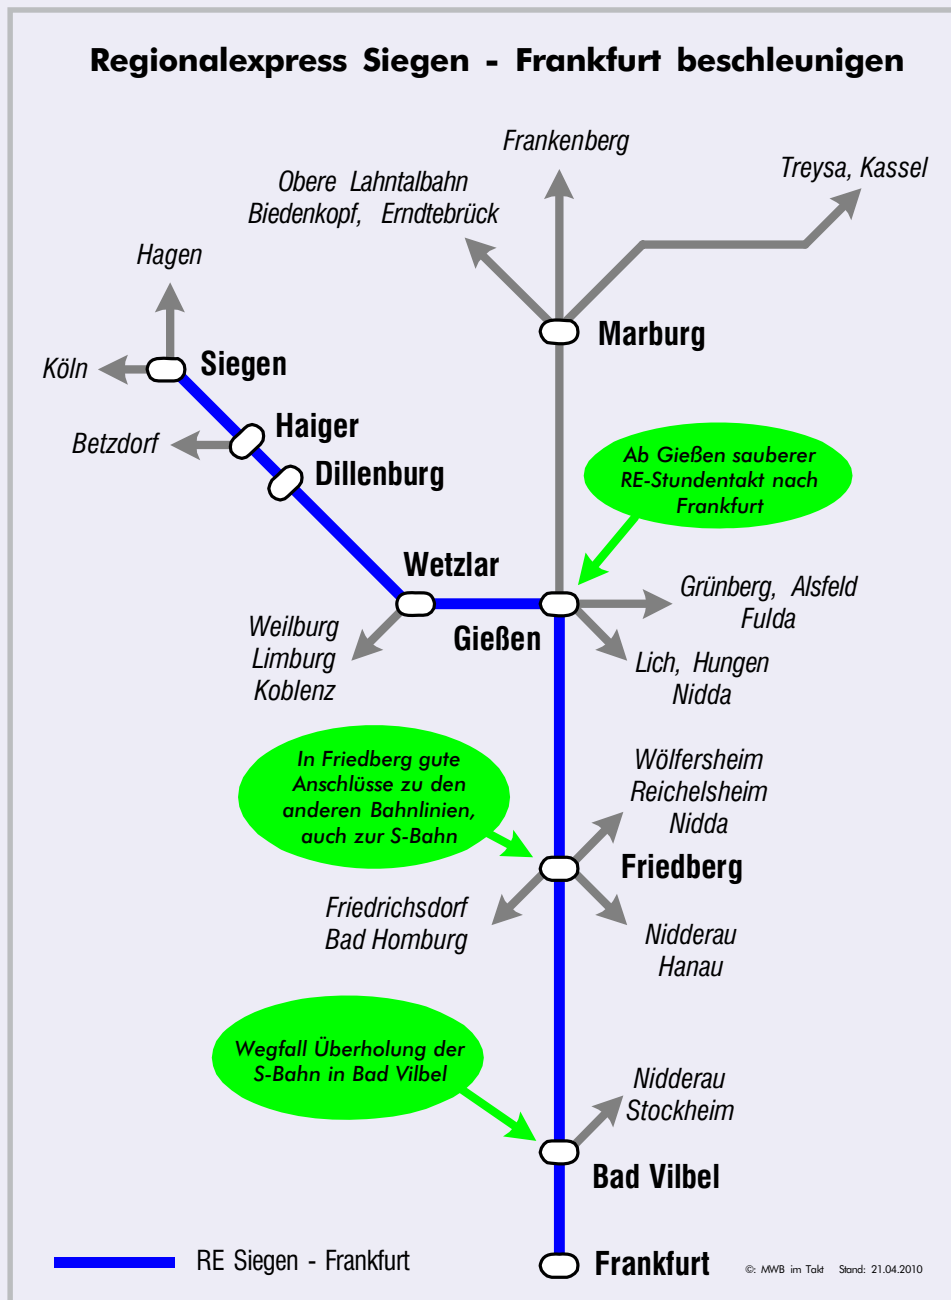 Regionalexpress Siegen - Frankfurt beschleunigen
Frankenberg
Treysa, Kassel
Obere Lahntalbahn
Biedenkopf, Erndtebrück
Hagen
Marburg
Köln
Siegen
Haiger
Betzdorf
Dillenburg
Ab Gießen sauberer
RE-Stundentakt nach
Frankfurt
Wetzlar
Grünberg, Alsfeld
Fulda
Weilburg
Limburg
Koblenz
Gießen
Lich, Hungen
Nidda
In Friedberg gute
Anschlüsse zu den
anderen Bahnlinien,
auch zur S-Bahn
Wölfersheim
Reichelsheim
Nidda
Friedberg
Friedrichsdorf
Bad Homburg
Nidderau
Hanau
Wegfall Überholung der
S-Bahn in Bad Vilbel
Nidderau
Stockheim
Bad Vilbel
RE Siegen - Frankfurt
Frankfurt
©: MWB im Takt Stand: 21.04.2010